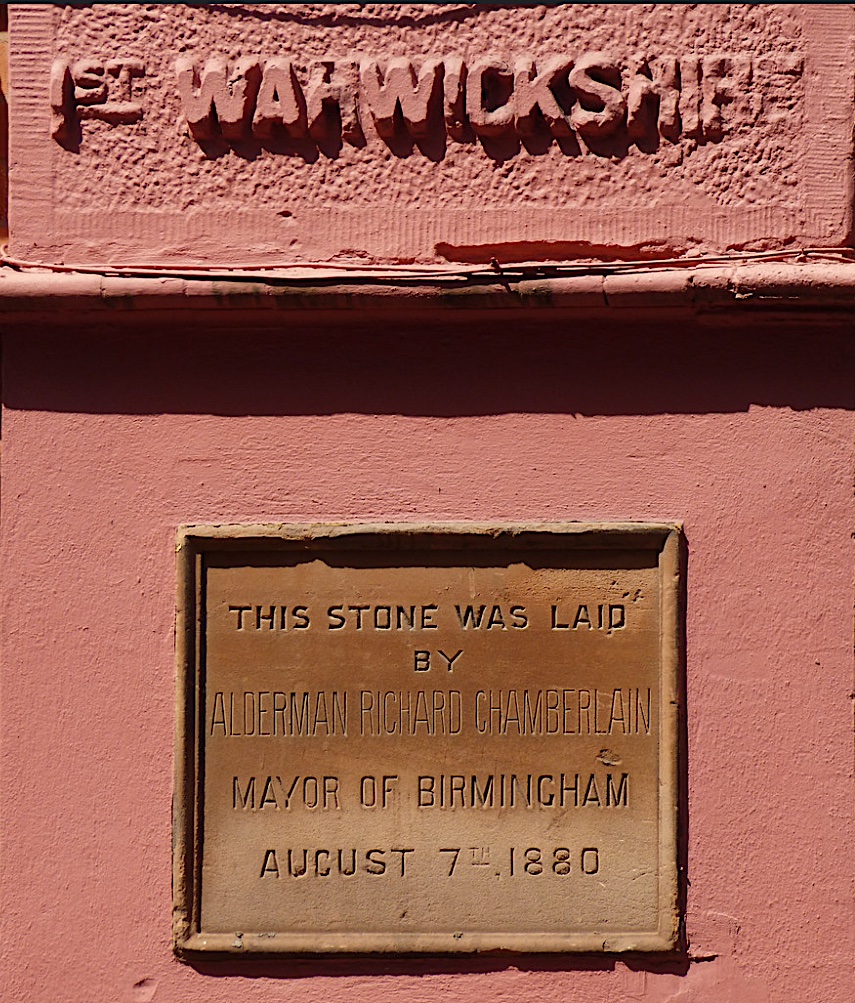 1ST WARWICKSHIRE
THIS STONE WAS LAID
BY
ALDERMAN RICHARD CHAMBERLAIN
MAYOR OF BIRMINGHAM
AUGUST 7TH, 1880